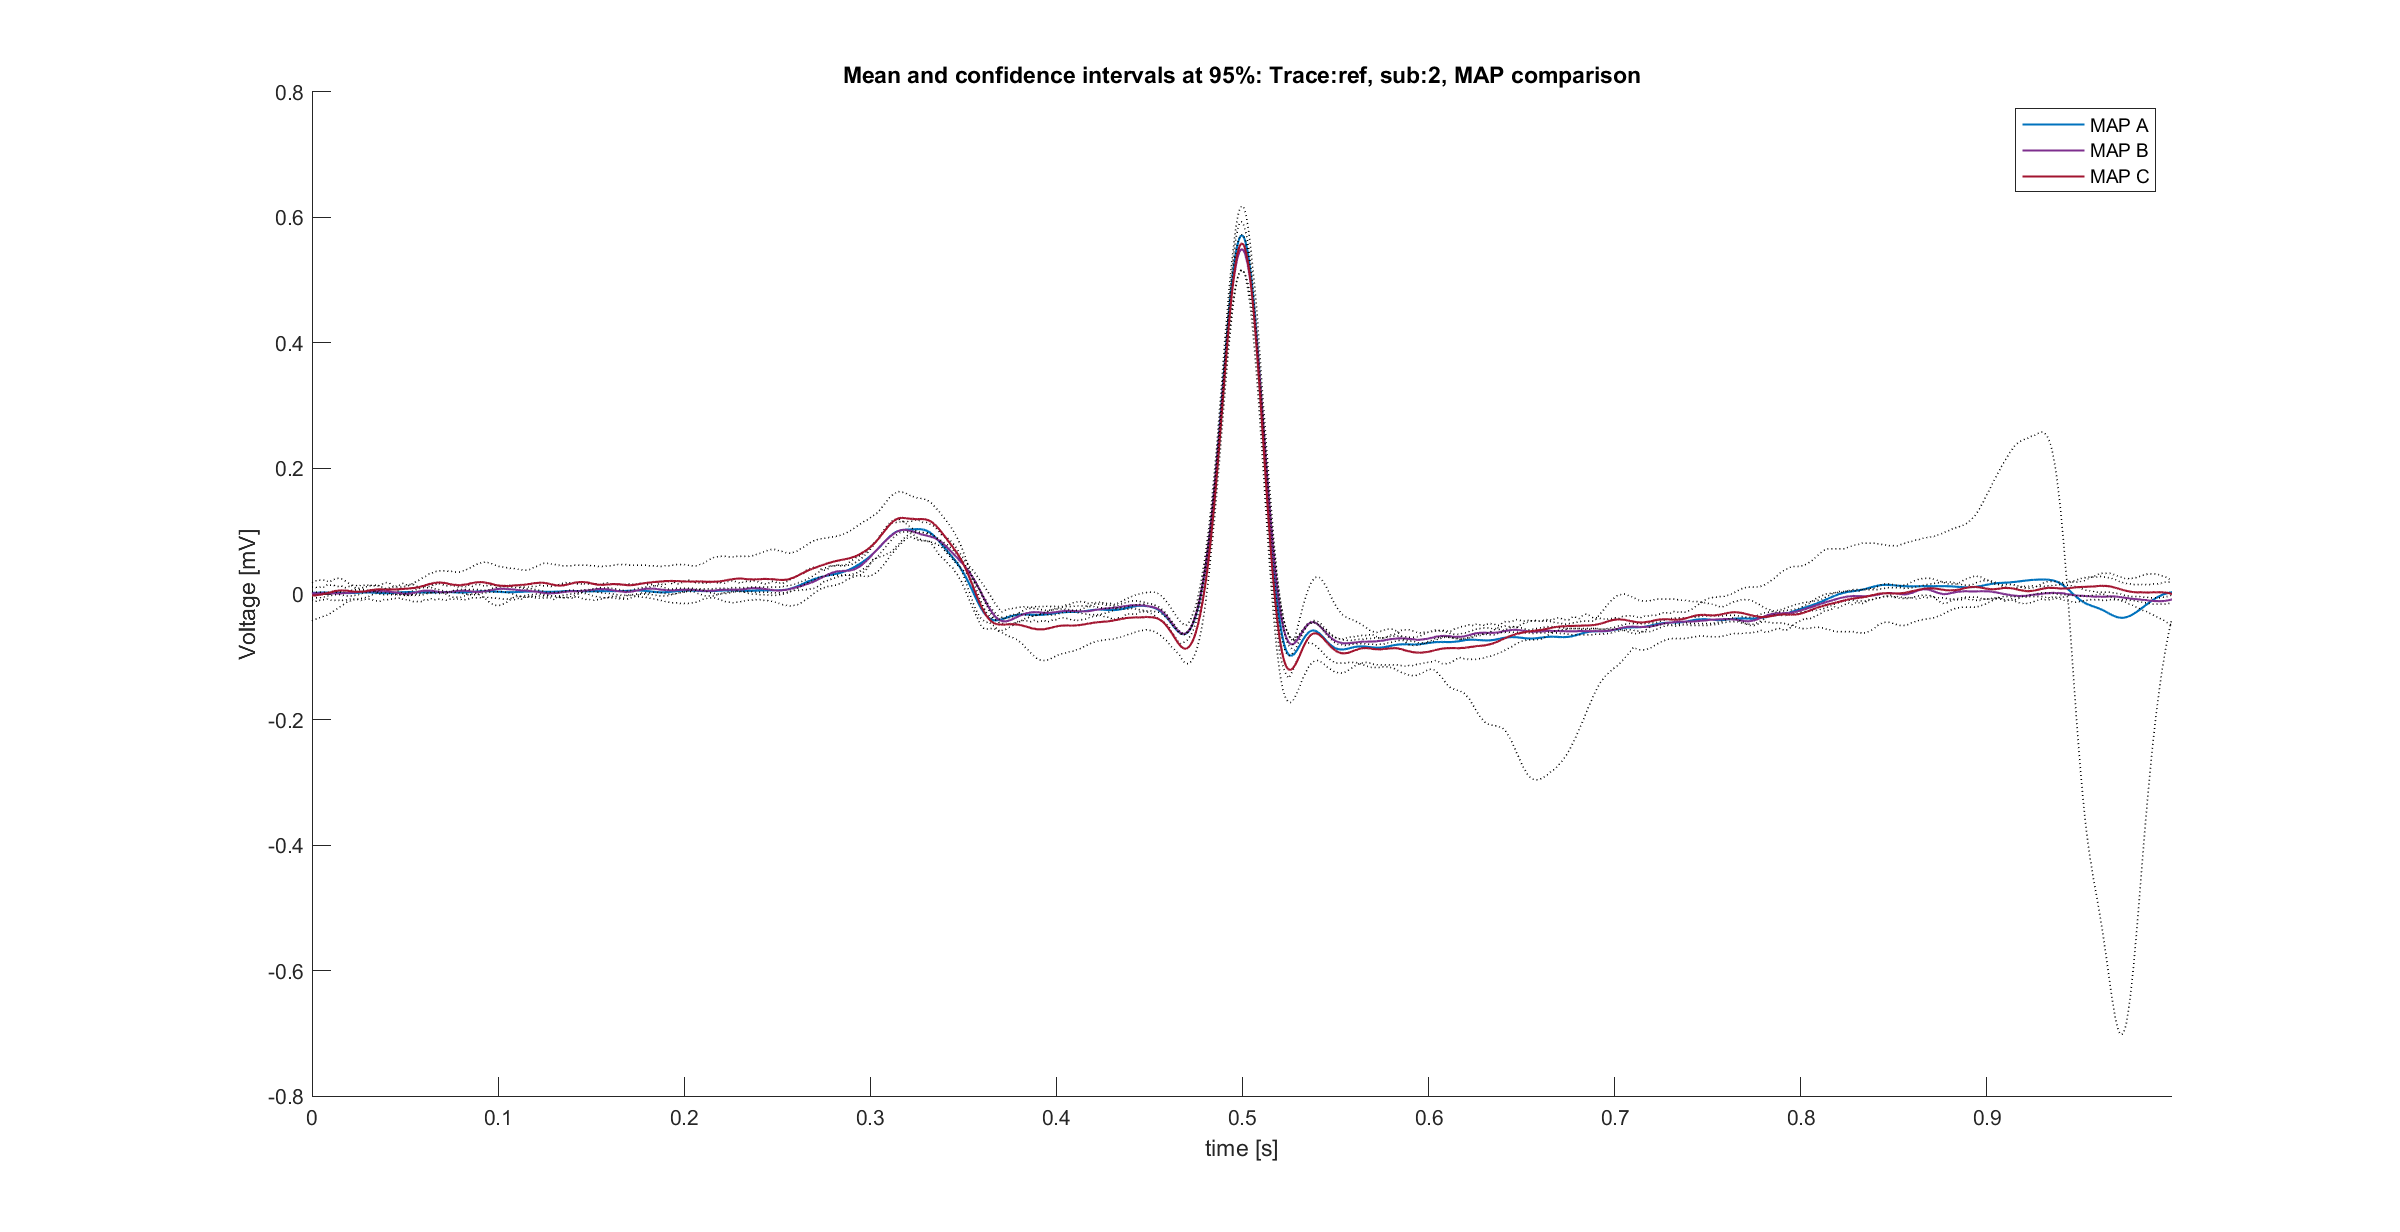 Mean and confidence intervals at 95%: Trace:ref, sub:2, MAP comparison
MAP A
MAP B
MAP C
Voltage [mV]
0.8
0.6
0.4
0.2
0
-0.2
-0.4
-0.6
-0.8
0 0.1 0.2 0.3 0.4 0.5 0.6 0.7 0.8 0.9
time [s]